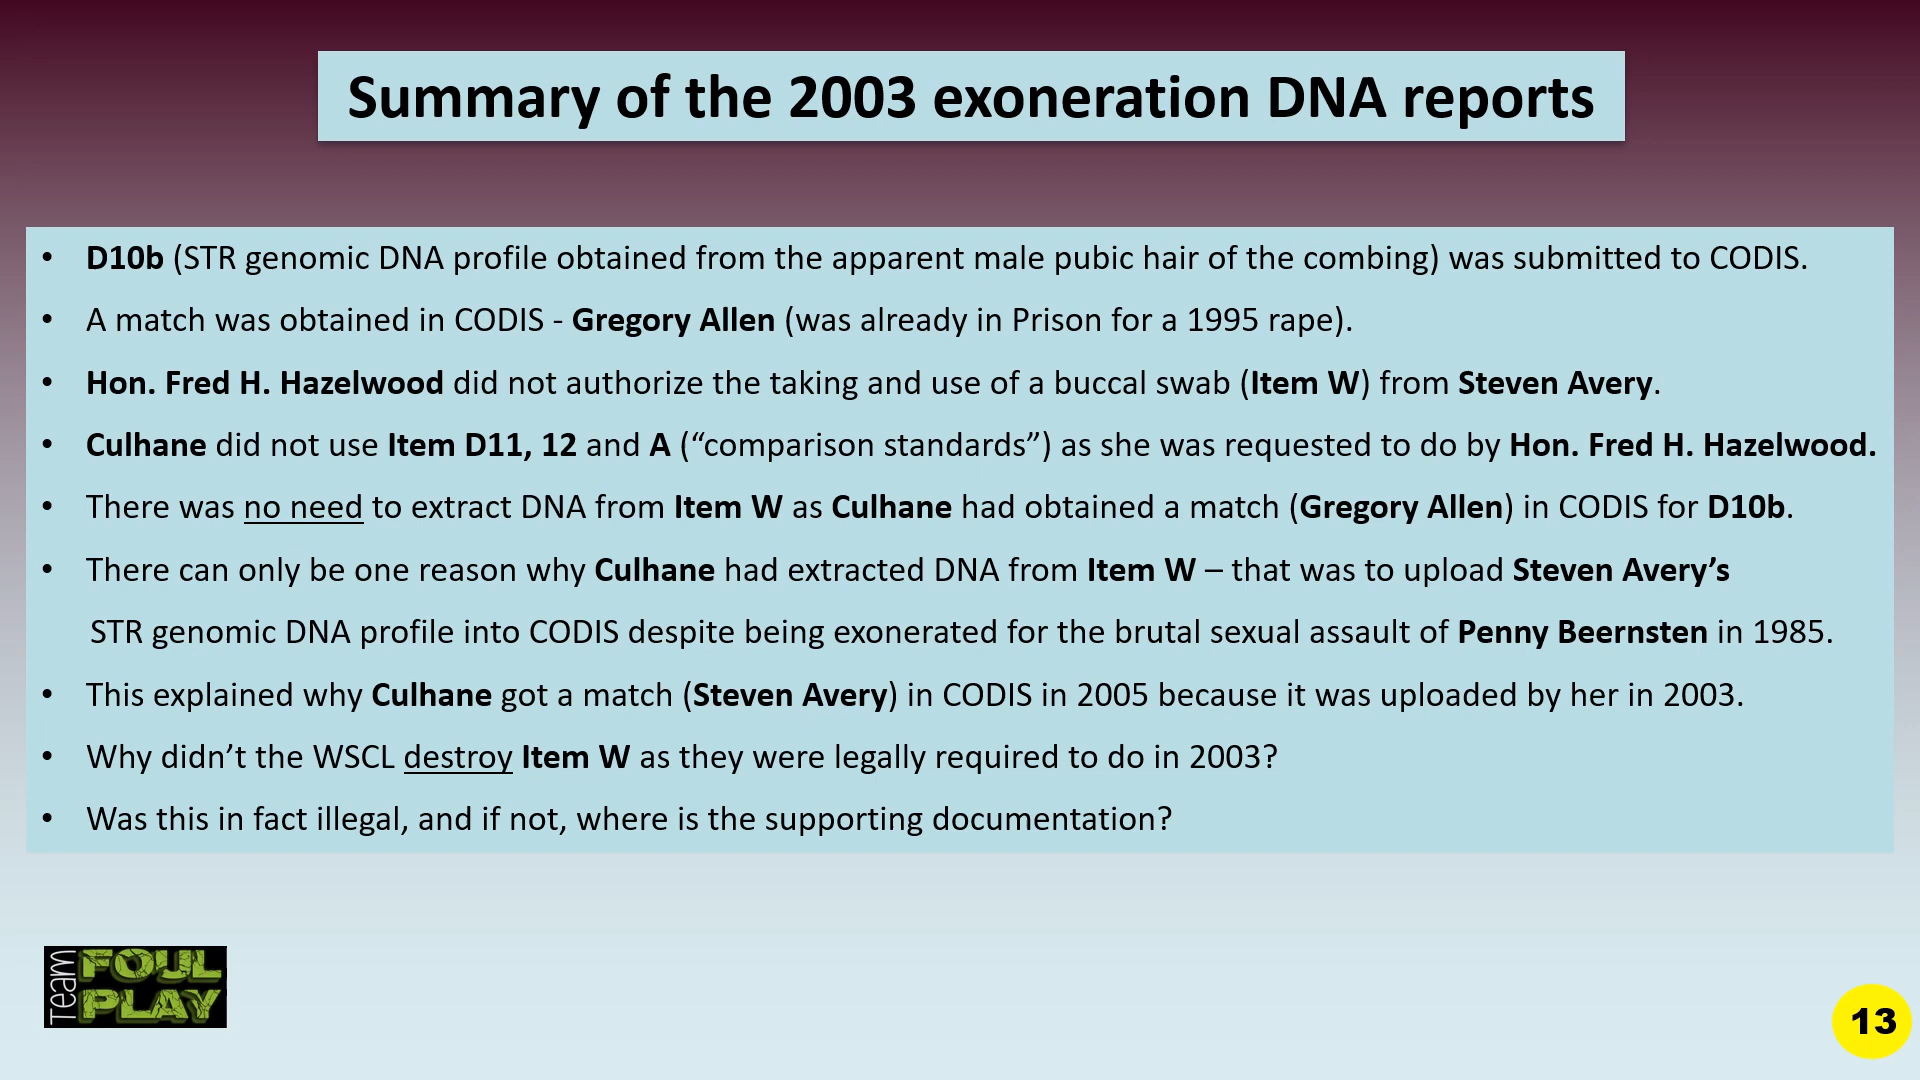 Summary of the 2003 exoneration DNA reports
• D10b (STR genomic DNA profile obtained from the apparent male pubic hair of the combing) was submitted to CODIS.
• A match was obtained in CODIS - Gregory Allen (was already in Prison for a 1995 rape).
• Hon. Fred H. Hazelwood did not authorize the taking and use of a buccal swab (Item W) from Steven Avery.
• Culhane did not use Item D11, 12 and A (“comparison standards”) as she was requested to do by Hon. Fred H. Hazelwood.
• There was no need to extract DNA from Item W as Culhane had obtained a match (Gregory Allen) in CODIS for D10b.
• There can only be one reason why Culhane had extracted DNA from Item W – that was to upload Steven Avery’s
STR genomic DNA profile into CODIS despite being exonerated for the brutal sexual assault of Penny Beernsten in 1985.
• This explained why Culhane got a match (Steven Avery) in CODIS in 2005 because it was uploaded by her in 2003.
• Why didn’t the WSCL destroy Item W as they were legally required to do in 2003?
• Was this in fact illegal, and if not, where is the supporting documentation?
Team
FOUL
PLAY
13